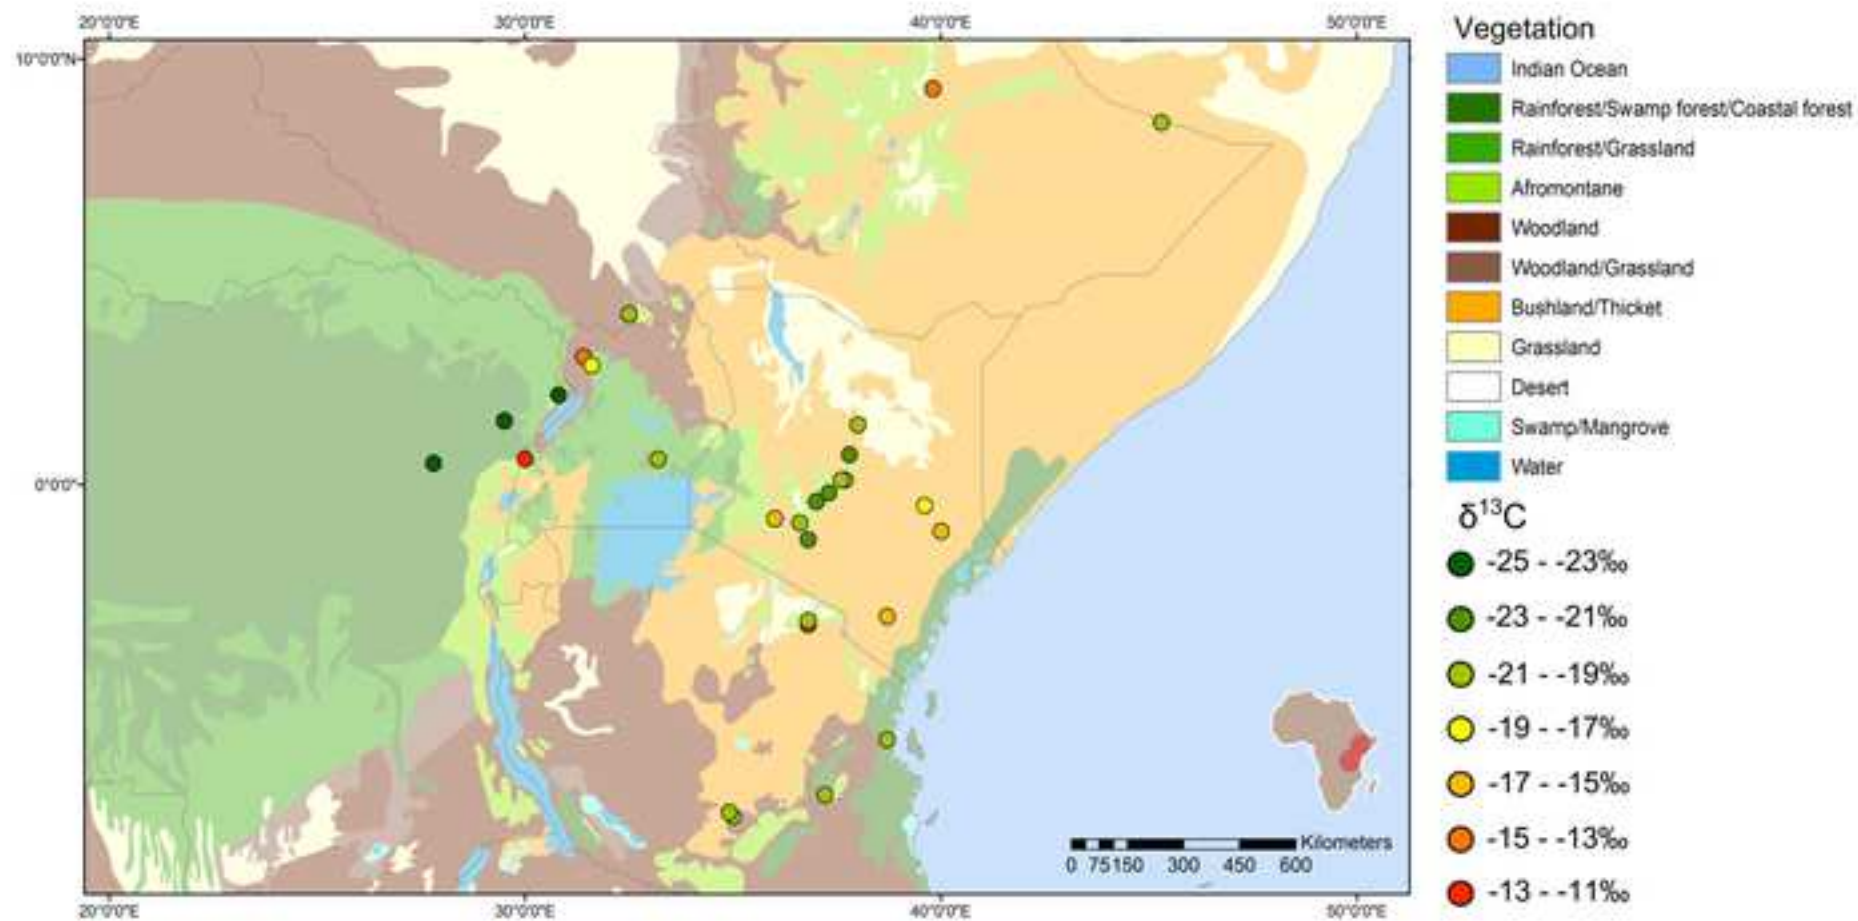 20°0'0"E 30°0'0"E 40°0'0"E 50°0'0"E
10°0'0"N
0°0'0"
20°0'0"E 30°0'0"E 40°0'0"E 50°0'0"E
Kilometers
0 75 150 300 450 600
Vegetation
Indian Ocean
Rainforest/Swamp forest/Coastal forest
Rainforest/Grassland
Afromontane
Woodland
Woodland/Grassland
Bushland/Thicket
Grassland
Desert
Swamp/Mangrove
Water
δ¹³C
-25 - -23‰
-23 - -21‰
-21 - -19‰
-19 - -17‰
-17 - -15‰
-15 - -13‰
-13 - -11‰